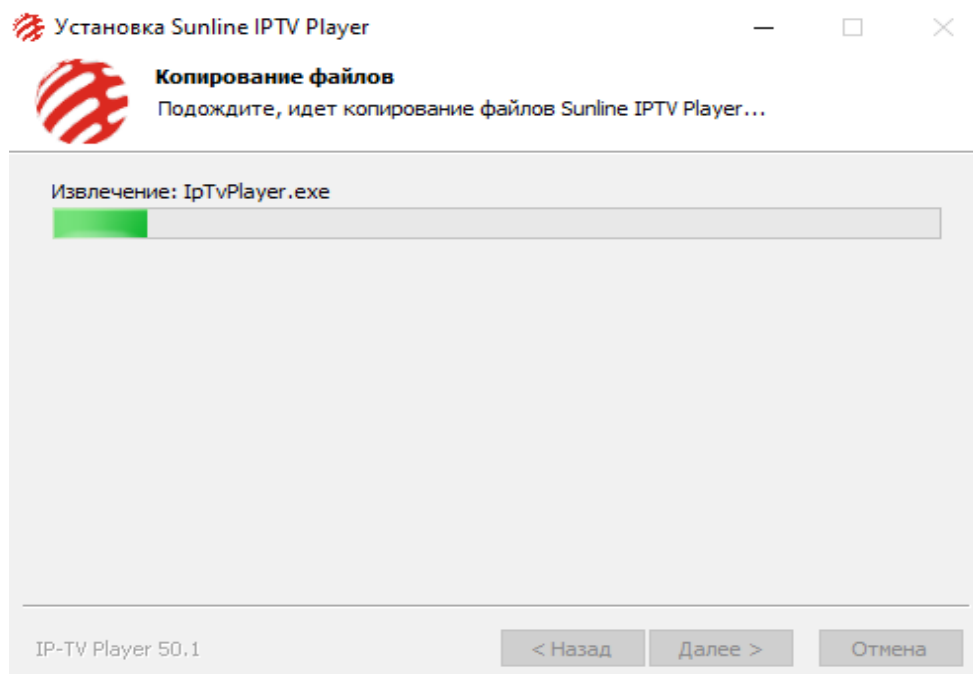 Установка Sunline IPTV Player
Копирование файлов
Подождите, идет копирование файлов Sunline IPTV Player...
Извлечение: IpTvPlayer.exe
IP-TV Player 50.1
< Назад
Далее >
Отмена